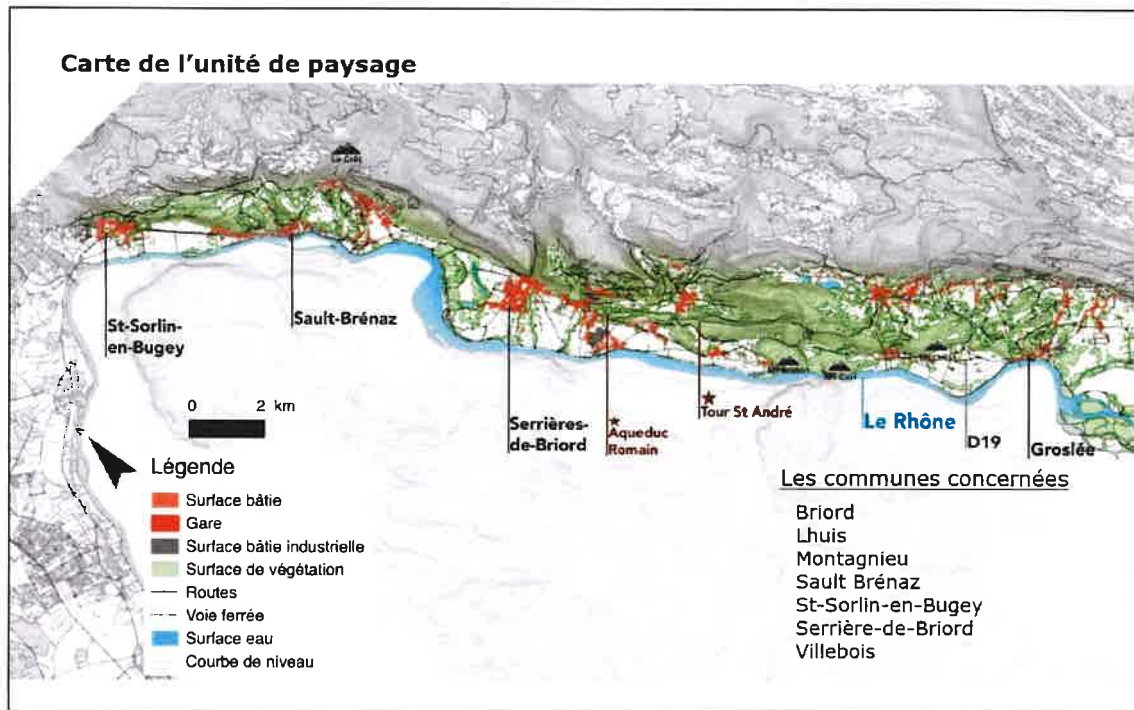 Carte de l'unité de paysage
Le Crêt
St-Sorlin-
en-Bugey
Sault-Brénaz
Serrières-
de-Briord
Aqueduc
Romain
Tour St André
Le Rhône
D19
Groslée
0 2 km
Légende
Surface bâtie
Gare
Surface bâtie industrielle
Surface de végétation
Routes
Voie ferrée
Surface eau
Courbe de niveau
Les communes concernées
Briord
Lhuis
Montagnieu
Sault Brénaz
St-Sorlin-en-Bugey
Serrière-de-Briord
Villebois